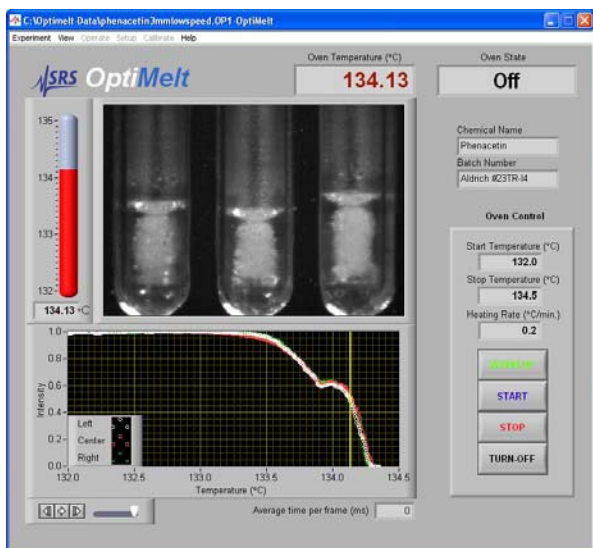 C:\Optimelt-Data\phenacetin3mmlowspeed.OP1-OptiMelt
Experiment View Operate Setup Calibrate Help
SRS OptiMelt
Oven Temperature (°C)
134.13
Oven State
Off
135
134
133
132
134.13 °C
Chemical Name
Phenacetin
Batch Number
Aldrich #23TR-I4
Oven Control
Start Temperature (°C)
132.0
Stop Temperature (°C)
134.5
Heating Rate (°C/min.)
0.2
START
STOP
TURN-OFF
1.0
0.8
0.6
0.4
0.2
0.0
Intensity
Left
Center
Right
132.0 132.5 133.0 133.5 134.0 134.5
Temperature (°C)
Average time per frame (ms) 0